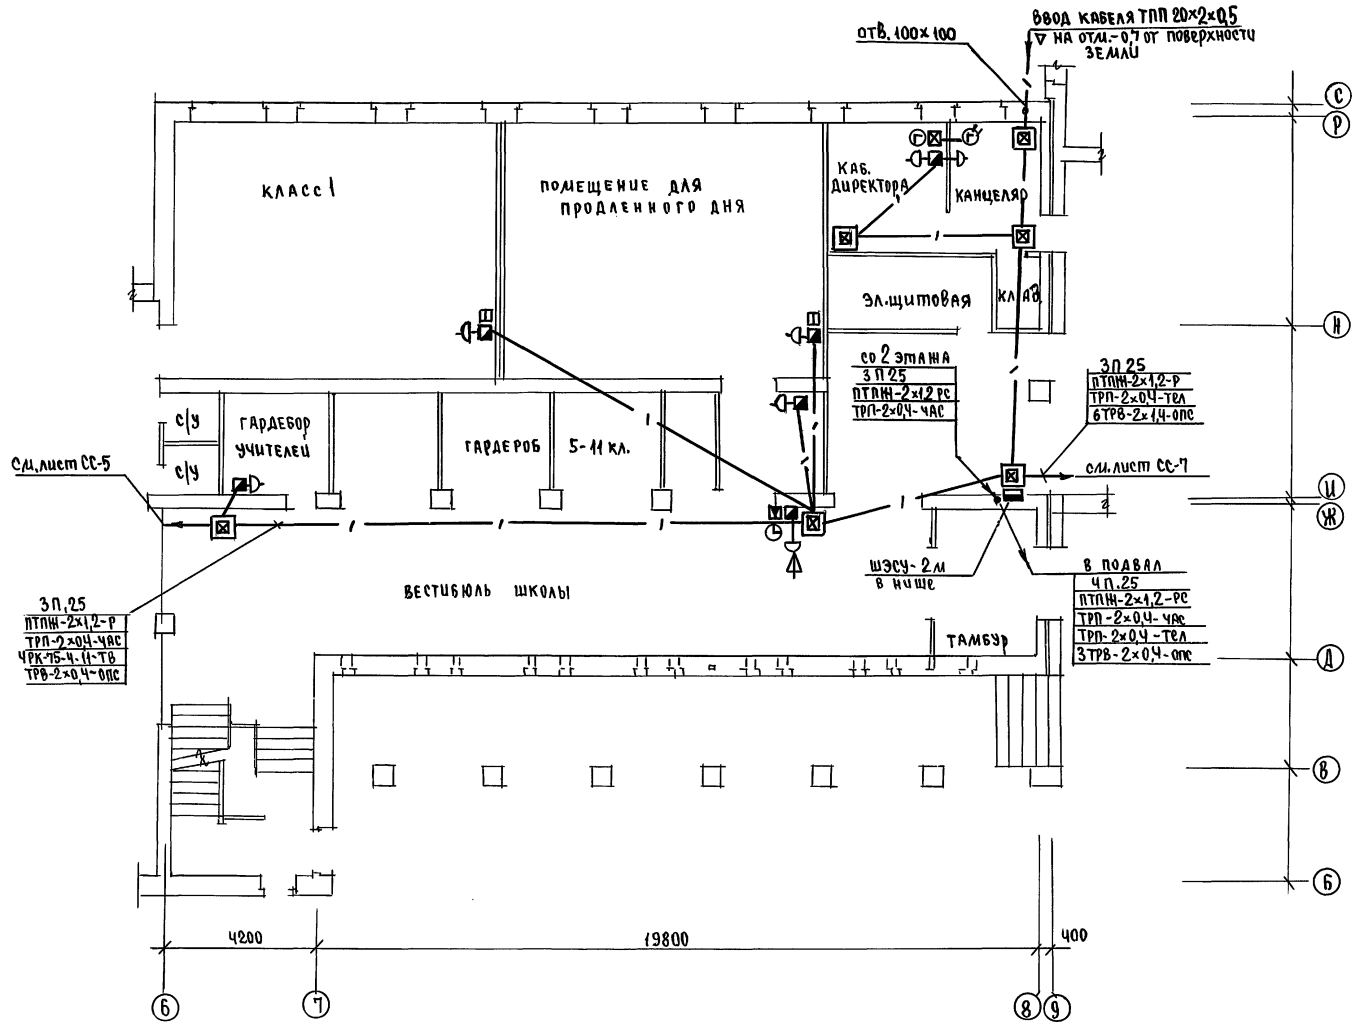 ВВОД КАБЕЛЯ ТПП 20×2×0,5
НА ОТМ.-0,7 ОТ ПОВЕРХНОСТИ
ЗЕМЛИ
ОТВ. 100×100
С
Р
КЛАСС 1
ПОМЕЩЕНИЕ ДЛЯ
ПРОДЛЕННОГО ДНЯ
КАБ.
ДИРЕКТОРА
КАНЦЕЛЯР
Г
Г
ЭЛ.ЩИТОВАЯ
КЛАД.
Н
СО 2 ЭТАЖА
3 П 25
ПТПЖ-2×1,2 РС
ТРП-2×0,4-ЧАС
3П 25
ПТПЖ-2×1,2-Р
ТРП-2×0,4-ТЕЛ
6ТРВ-2×1,4-ОПС
С/У
С/У
ГАРДЕБОР
УЧИТЕЛЕЙ
ГАРДЕРОБ 5-11 КЛ.
СМ.ЛИСТ СС-5
СМ.ЛИСТ СС-7
И
Ж
ШЭСУ-2М
В НИШЕ
В ПОДВАЛ
4П.25
ПТПЖ-2×1,2-РС
ТРП-2×0,4-ЧАС
ТРП-2×0,4-ТЕЛ
3ТРВ-2×0,4-ОПС
ВЕСТИБЮЛЬ ШКОЛЫ
3П,25
ПТПЖ-2×1,2-Р
ТРП-2×0,4-ЧАС
4РК-75-4-11-ТВ
ТРВ-2×0,4-ОПС
ТАМБУР
Д
В
Б
4200
19800
400
6
7
8
9